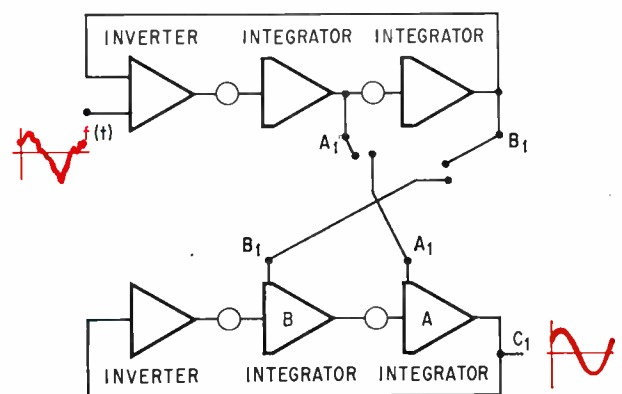 INVERTER INTEGRATOR INTEGRATOR
f(t)
A1
B1
B1
A1
B
A
C1
INVERTER INTEGRATOR INTEGRATOR